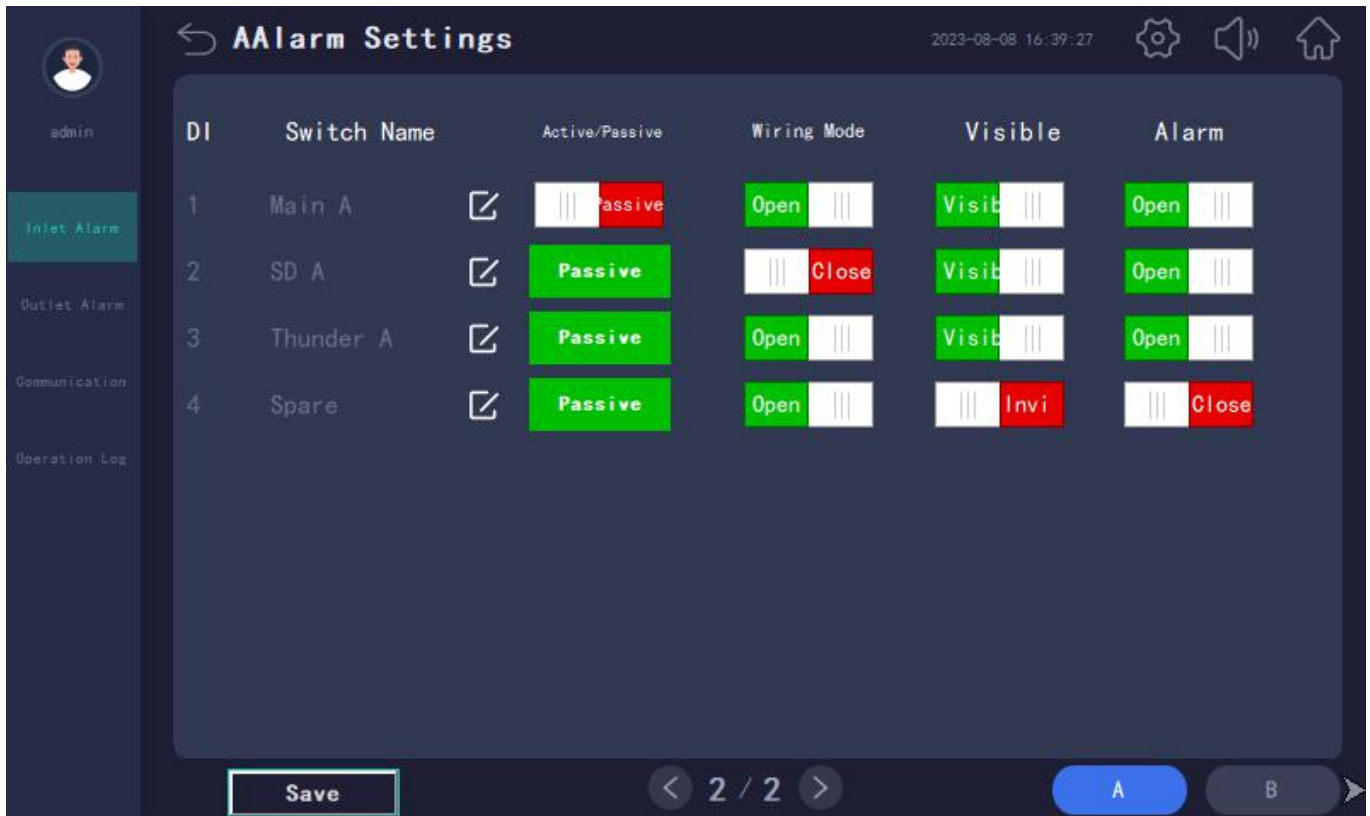 AAlarm Settings
2023-08-08 16:39:27
admin
Inlet Alarm
Outlet Alarm
Communication
Operation Log
DI Switch Name Active/Passive Wiring Mode Visible Alarm
1 Main A Passive Open Visib Open
2 SD A Passive Close Visib Open
3 Thunder A Passive Open Visib Open
4 Spare Passive Open Invi Close
Save
2 / 2
A
B